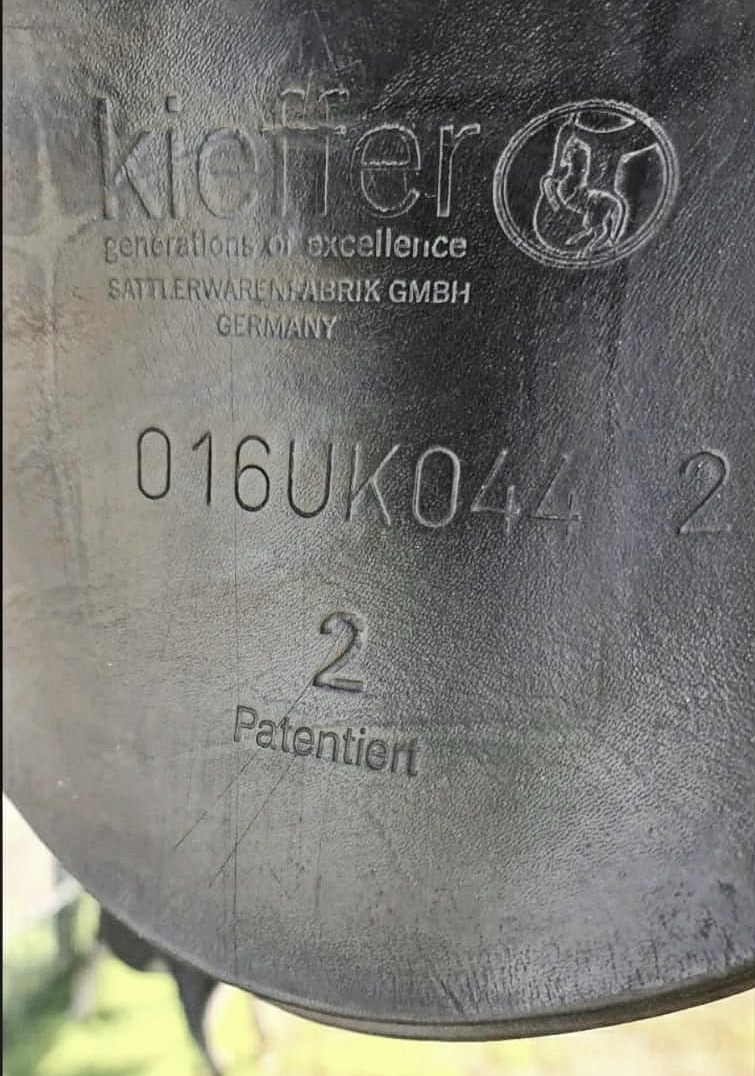 kieffer
generations of excellence
SATTLERWARENFABRIK GMBH
GERMANY
016UK044 2
2
Patentiert